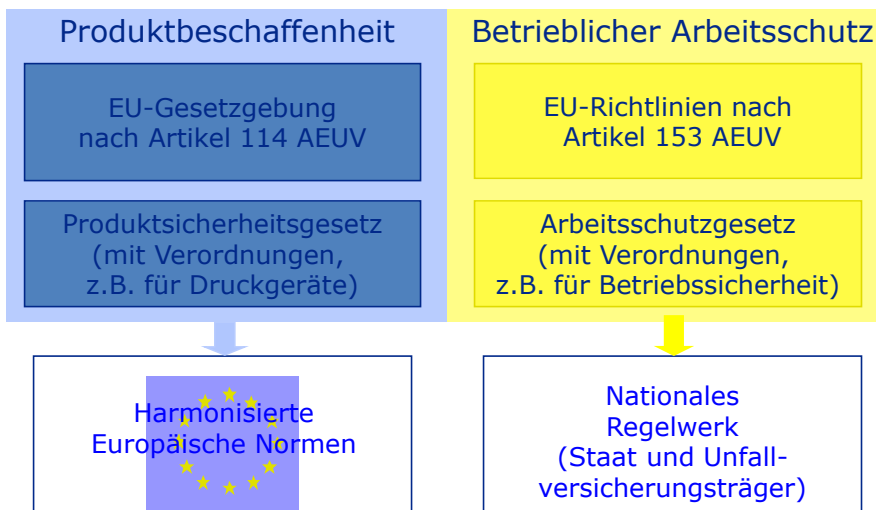 Produktbeschaffenheit
EU-Gesetzgebung
nach Artikel 114 AEUV
Produktsicherheitsgesetz
(mit Verordnungen,
z.B. für Druckgeräte)
Harmonisierte
Europäische Normen
Betrieblicher Arbeitsschutz
EU-Richtlinien nach
Artikel 153 AEUV
Arbeitsschutzgesetz
(mit Verordnungen,
z.B. für Betriebssicherheit)
Nationales
Regelwerk
(Staat und Unfall-
versicherungsträger)